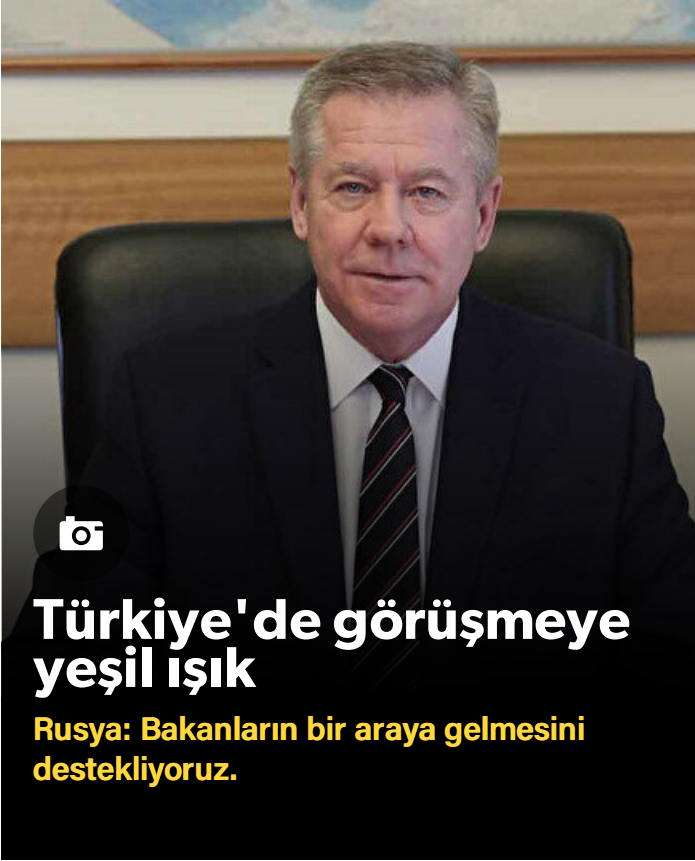 Türkiye'de görüşmeye
yeşil ışık
Rusya: Bakanların bir araya gelmesini
destekliyoruz.